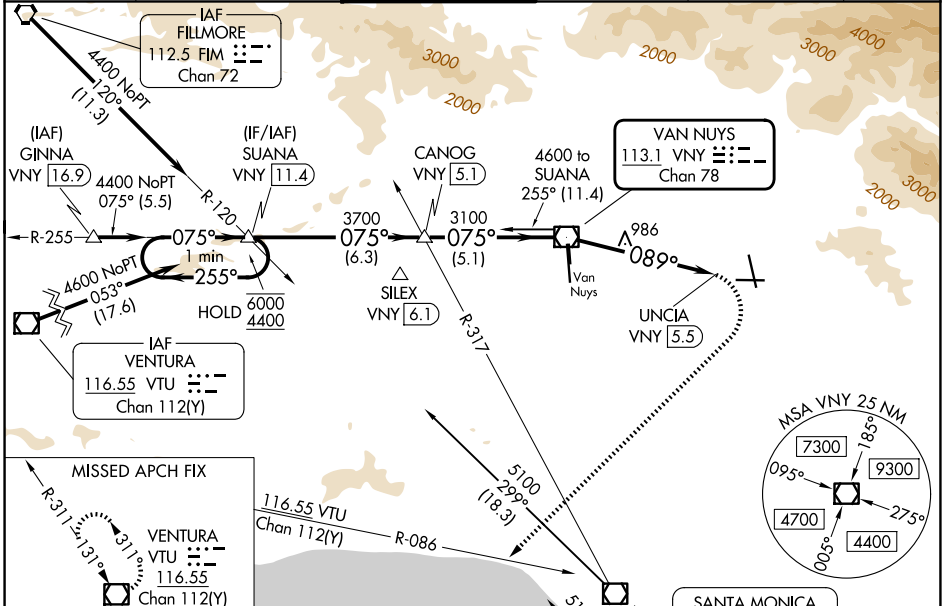 IAF
FILLMORE
112.5 FIM
Chan 72
4400 NoPT
120°
(11.3)
3000
2000
2000
3000
4000
3000
2000
(IAF)
GINNA
VNY 16.9
4400 NoPT
075° (5.5)
(IF/IAF)
SUANA
VNY 11.4
R-120
CANOG
VNY 5.1
4600 to
SUANA
255° (11.4)
VAN NUYS
113.1 VNY
Chan 78
R-255
075°
1 min
255°
3700
075°
(6.3)
3100
075°
(5.1)
986
089°
Van
Nuys
4600 NoPT
053°
(17.6)
HOLD
6000
4400
SILEX
VNY 6.1
R-317
UNCIA
VNY 5.5
IAF
VENTURA
116.55 VTU
Chan 112(Y)
MSA VNY 25 NM
7300
185°
095°
9300
4700
275°
005°
4400
MISSED APCH FIX
R-311
131°
311°
VENTURA
VTU
116.55
Chan 112(Y)
116.55 VTU
Chan 112(Y)
R-086
5100
299°
(18.3)
51
SANTA MONICA